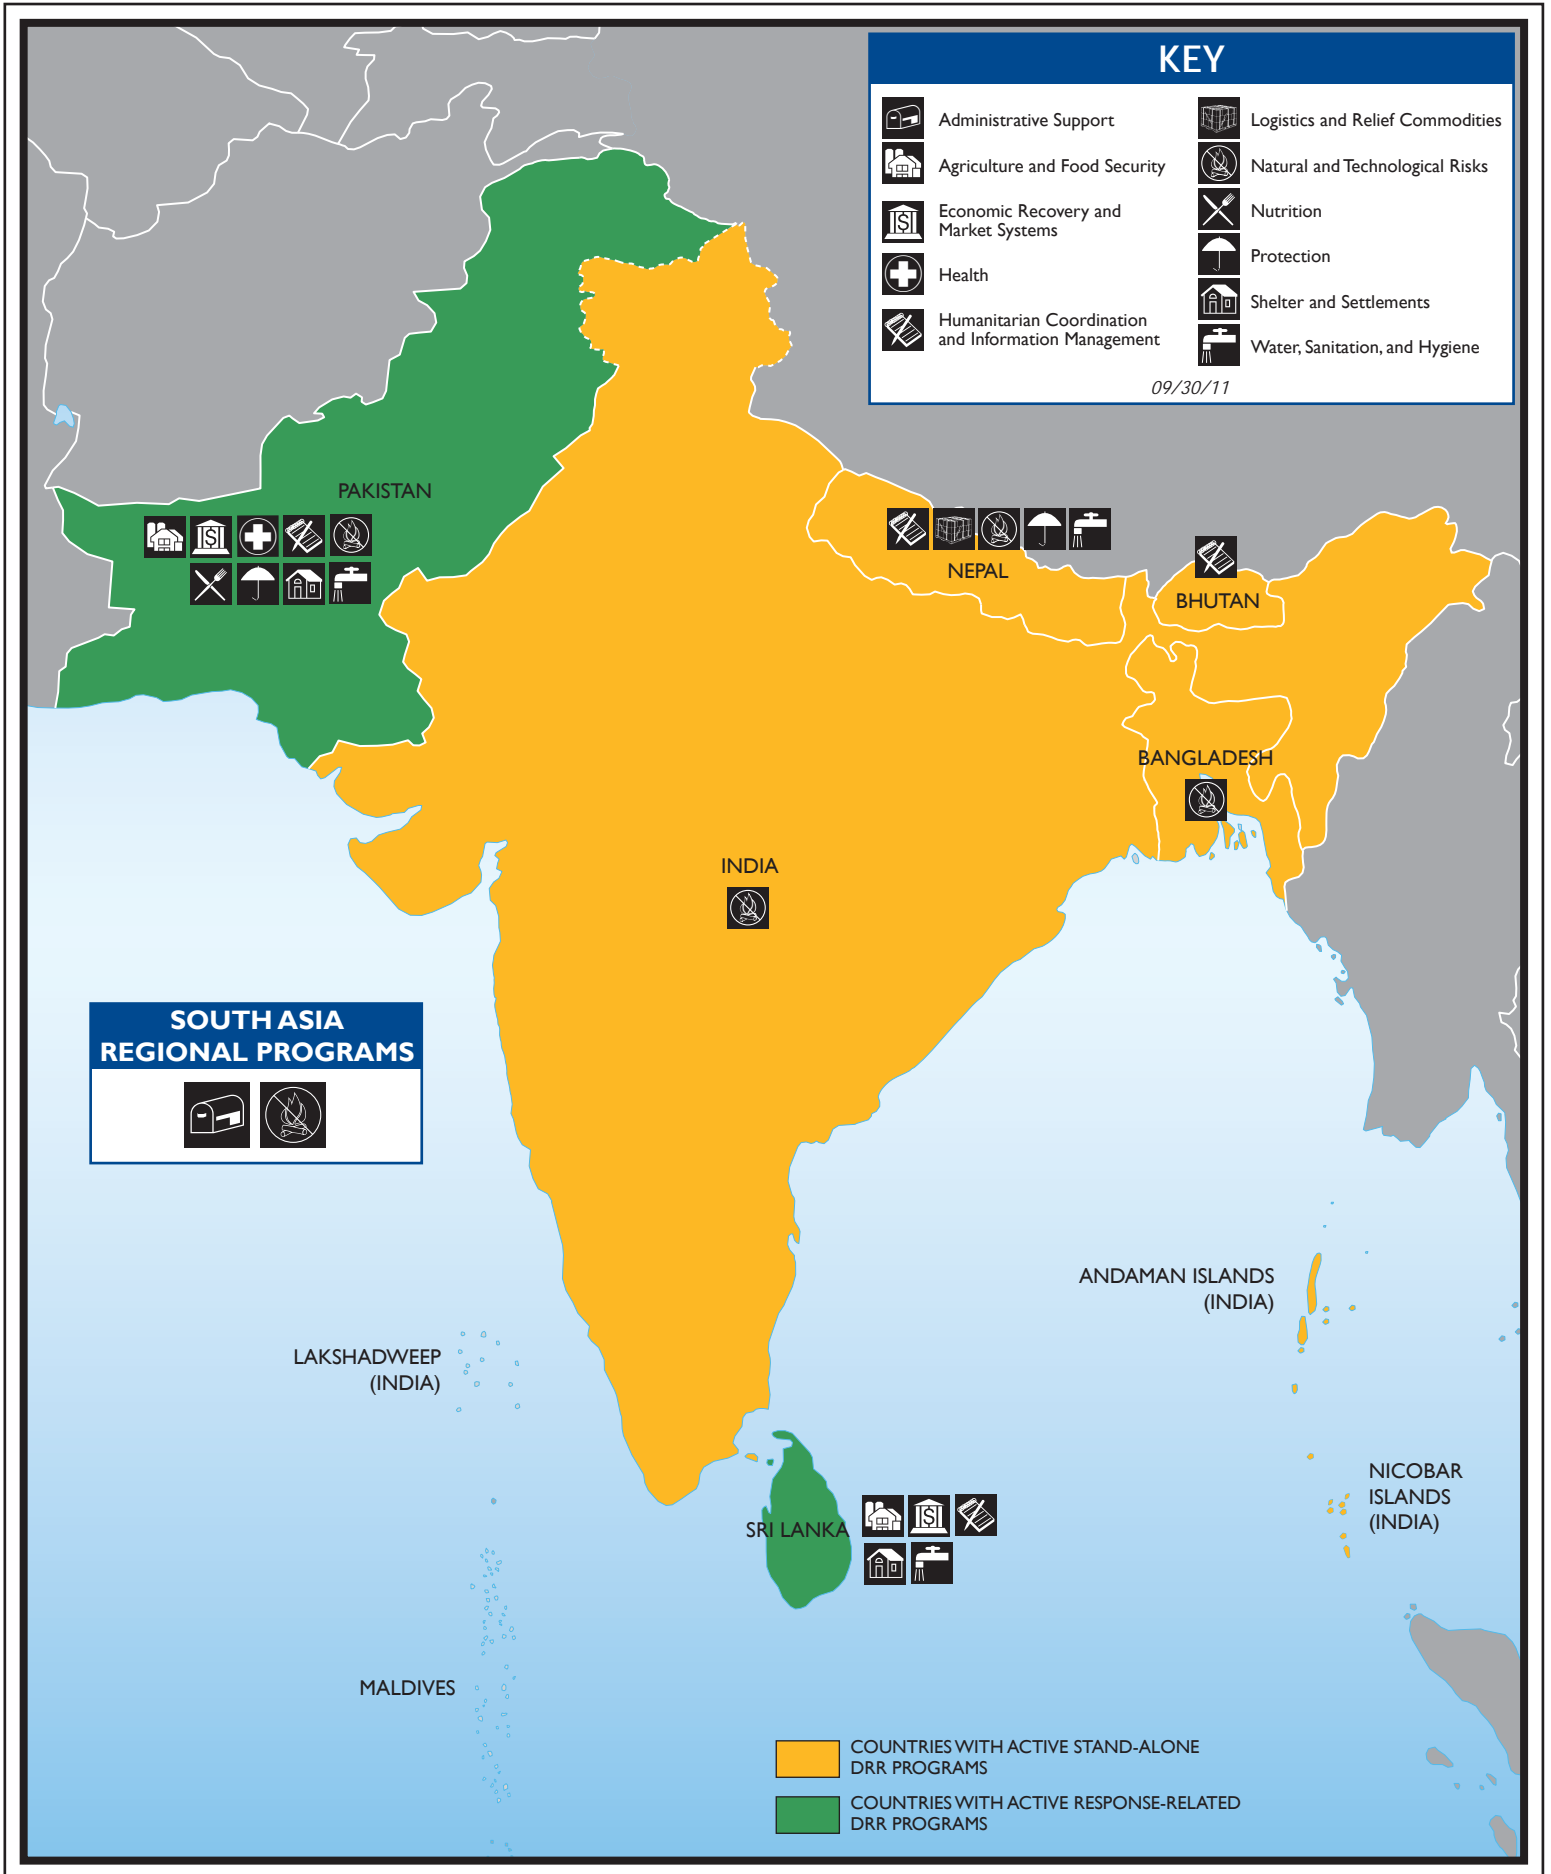 KEY
Administrative Support
Agriculture and Food Security
Economic Recovery and
Market Systems
Health
Humanitarian Coordination
and Information Management
Logistics and Relief Commodities
Natural and Technological Risks
Nutrition
Protection
Shelter and Settlements
Water, Sanitation, and Hygiene
09/30/11
PAKISTAN
NEPAL
BHUTAN
BANGLADESH
INDIA
SOUTH ASIA
REGIONAL PROGRAMS
ANDAMAN ISLANDS
(INDIA)
LAKSHADWEEP
(INDIA)
NICOBAR
ISLANDS
(INDIA)
SRI LANKA
MALDIVES
COUNTRIES WITH ACTIVE STAND-ALONE
DRR PROGRAMS
COUNTRIES WITH ACTIVE RESPONSE-RELATED
DRR PROGRAMS